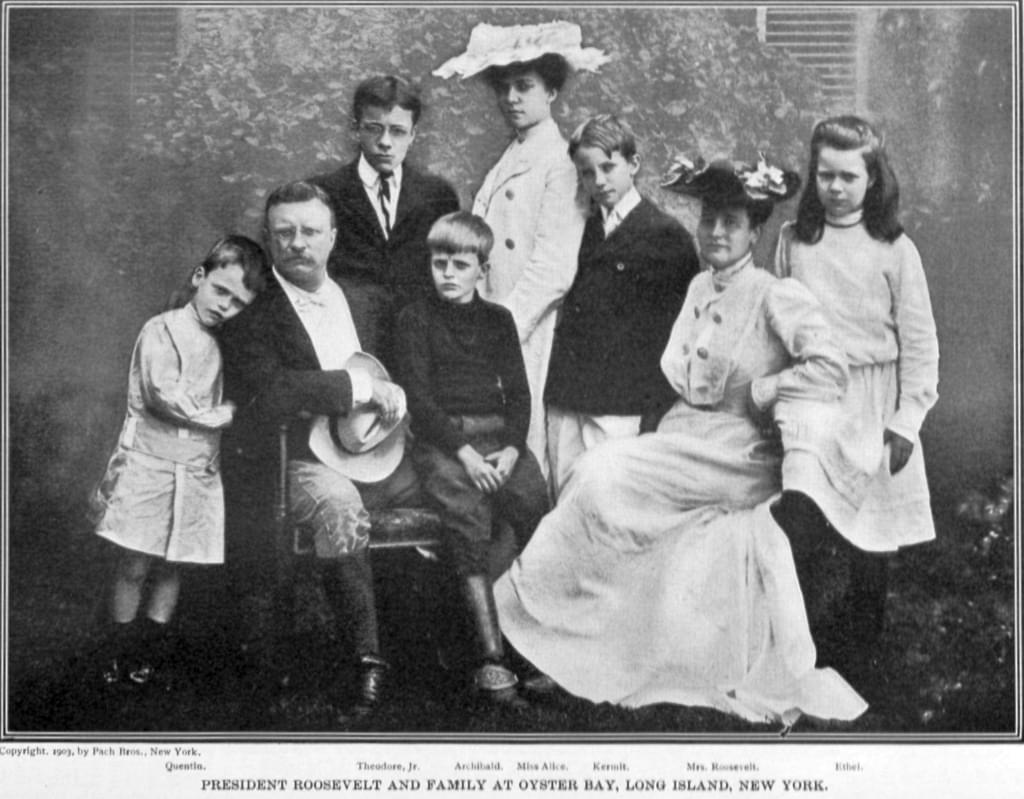 Copyright. 1903, by Pach Bros., New York.
Quentin. Theodore, Jr. Archibald. Miss Alice. Kermit. Mrs. Roosevelt. Ethel.
PRESIDENT ROOSEVELT AND FAMILY AT OYSTER BAY, LONG ISLAND, NEW YORK.